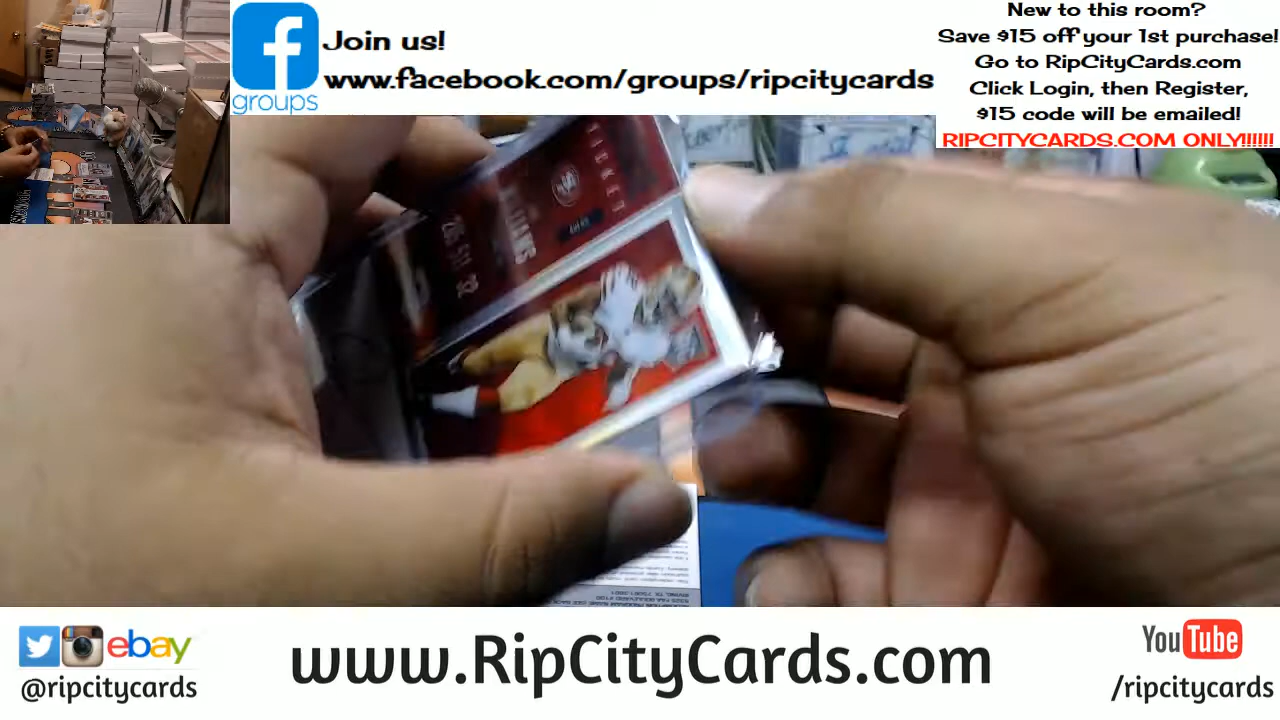 f
groups
Join us!
www.facebook.com/groups/ripcitycards
New to this room?
Save $15 off your 1st purchase!
Go to RipCityCards.com
Click Login, then Register,
$15 code will be emailed!
RIPCITYCARDS.COM ONLY!!!!!!
TICKET
www.RipCityCards.com
ebay
@ripcitycards
YouTube
/ripcitycards